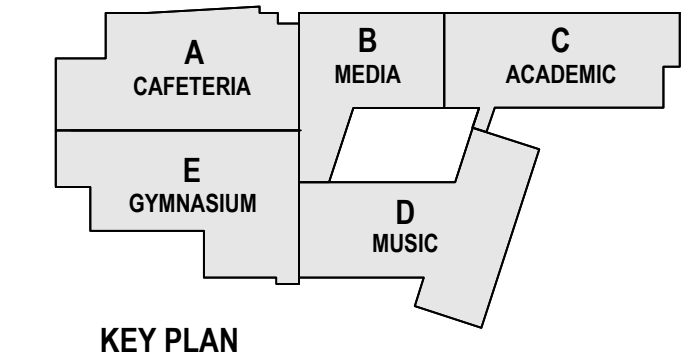 A
CAFETERIA
B
MEDIA
C
ACADEMIC
E
GYMNASIUM
D
MUSIC
KEY PLAN